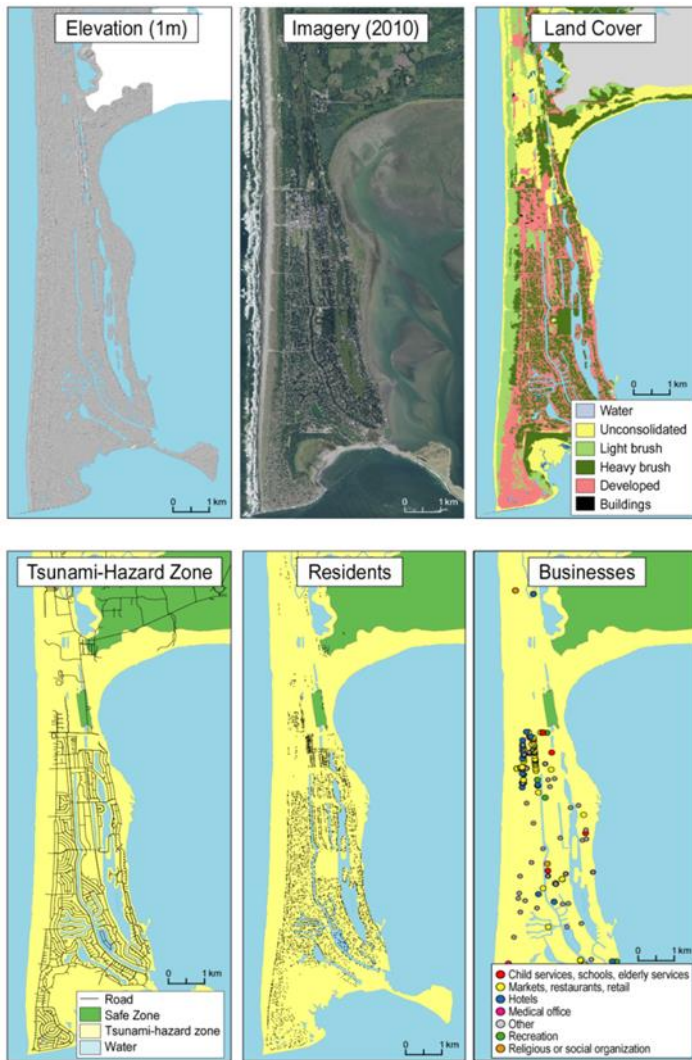 Elevation (1m)
0 1 km
Imagery (2010)
0 1 km
Land Cover
0 1 km
Water
Unconsolidated
Light brush
Heavy brush
Developed
Buildings
Tsunami-Hazard Zone
0 1 km
Road
Safe Zone
Tsunami-hazard zone
Water
Residents
0 1 km
Businesses
0 1 km
Child services, schools, elderly services
Markets, restaurants, retail
Hotels
Medical office
Other
Recreation
Religious or social organization